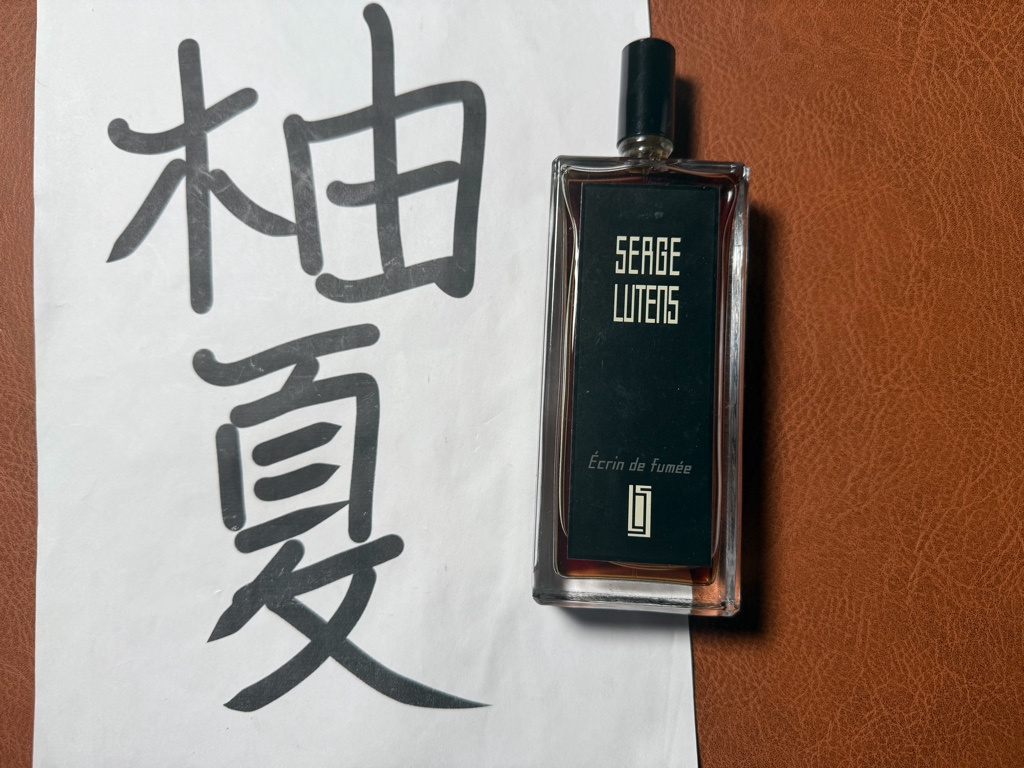 柚
夏
SERGE
LUTENS
Écrin de fumée